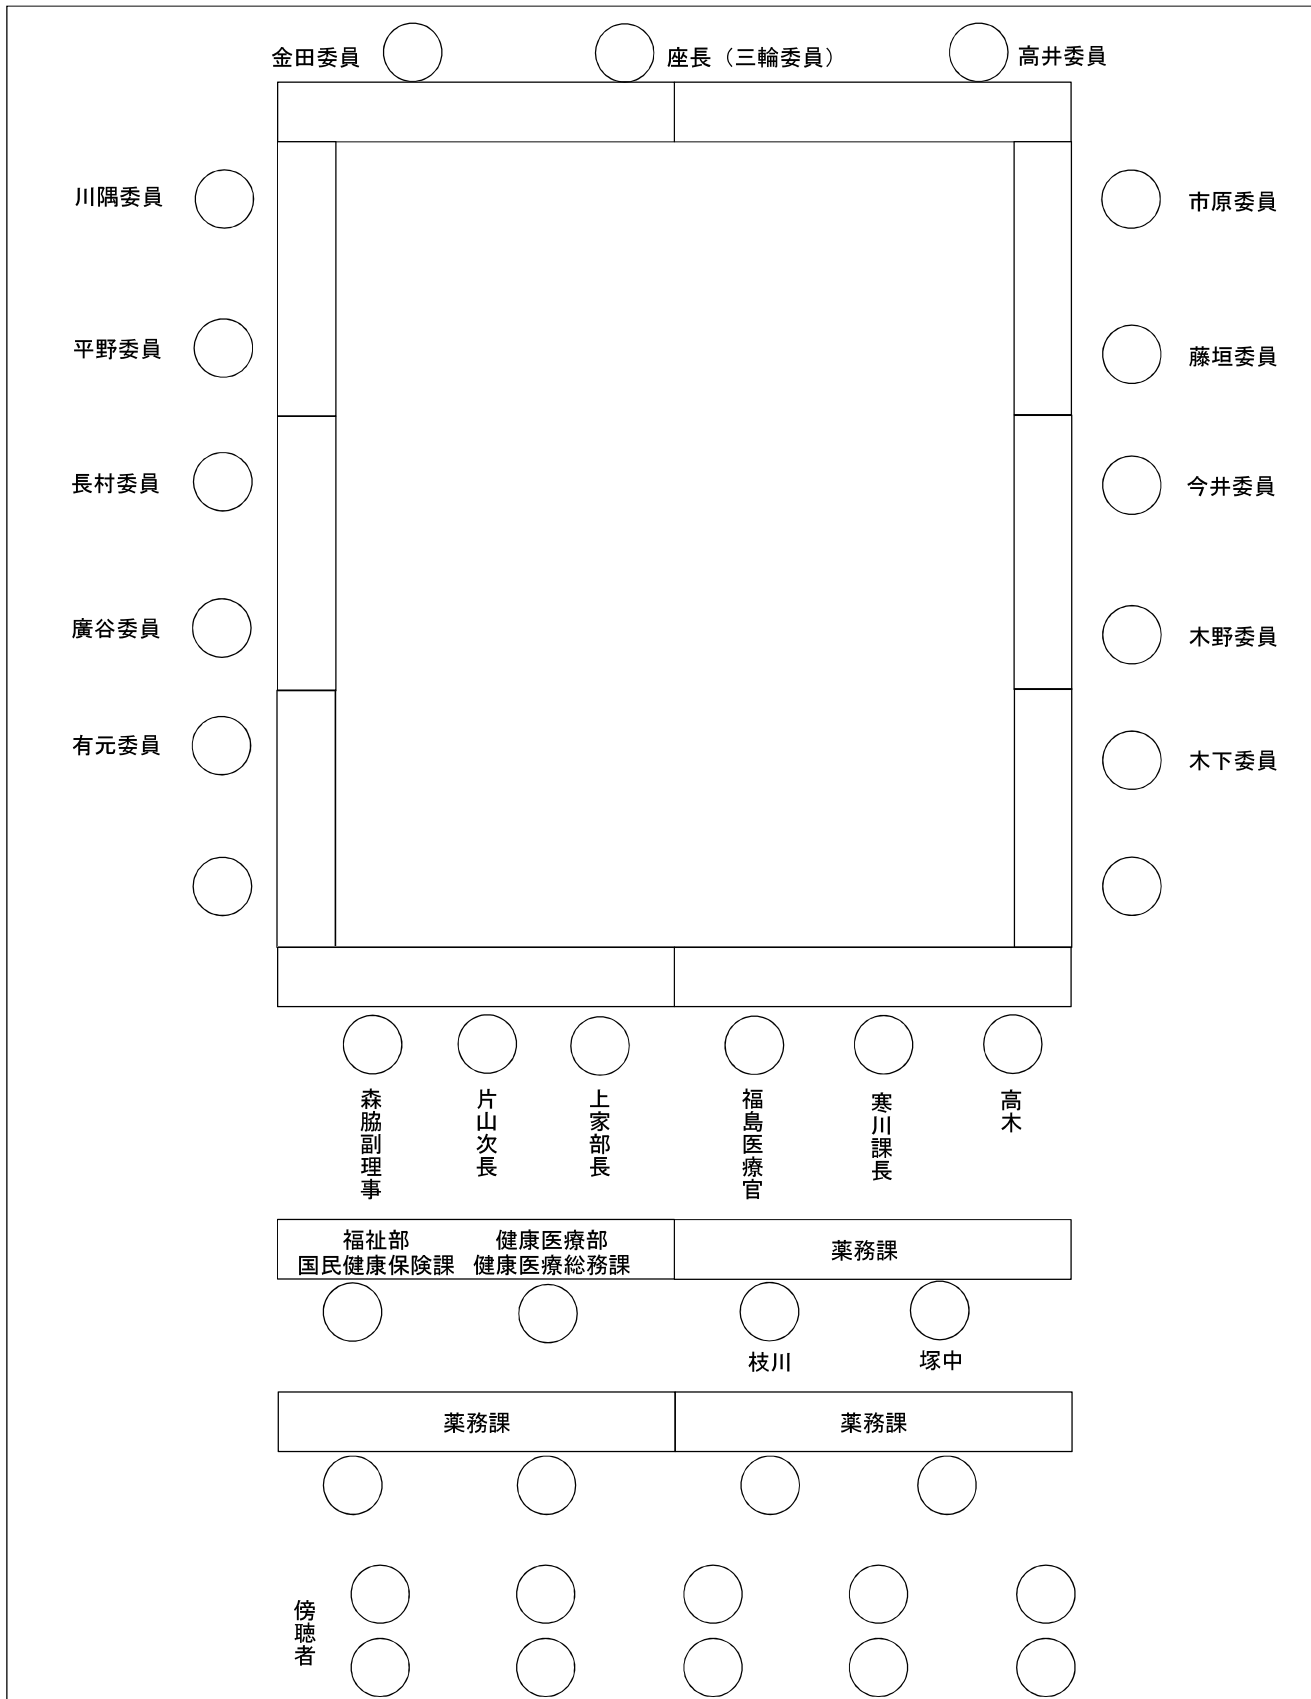 金田委員
座長（三輪委員）
高井委員
川隅委員
市原委員
平野委員
藤垣委員
長村委員
今井委員
廣谷委員
木野委員
有元委員
木下委員
森脇副理事
片山次長
上家部長
福島医療官
寒川課長
高木
福祉部
国民健康保険課
健康医療部
健康医療総務課
薬務課
枝川
塚中
薬務課
薬務課
傍聴者